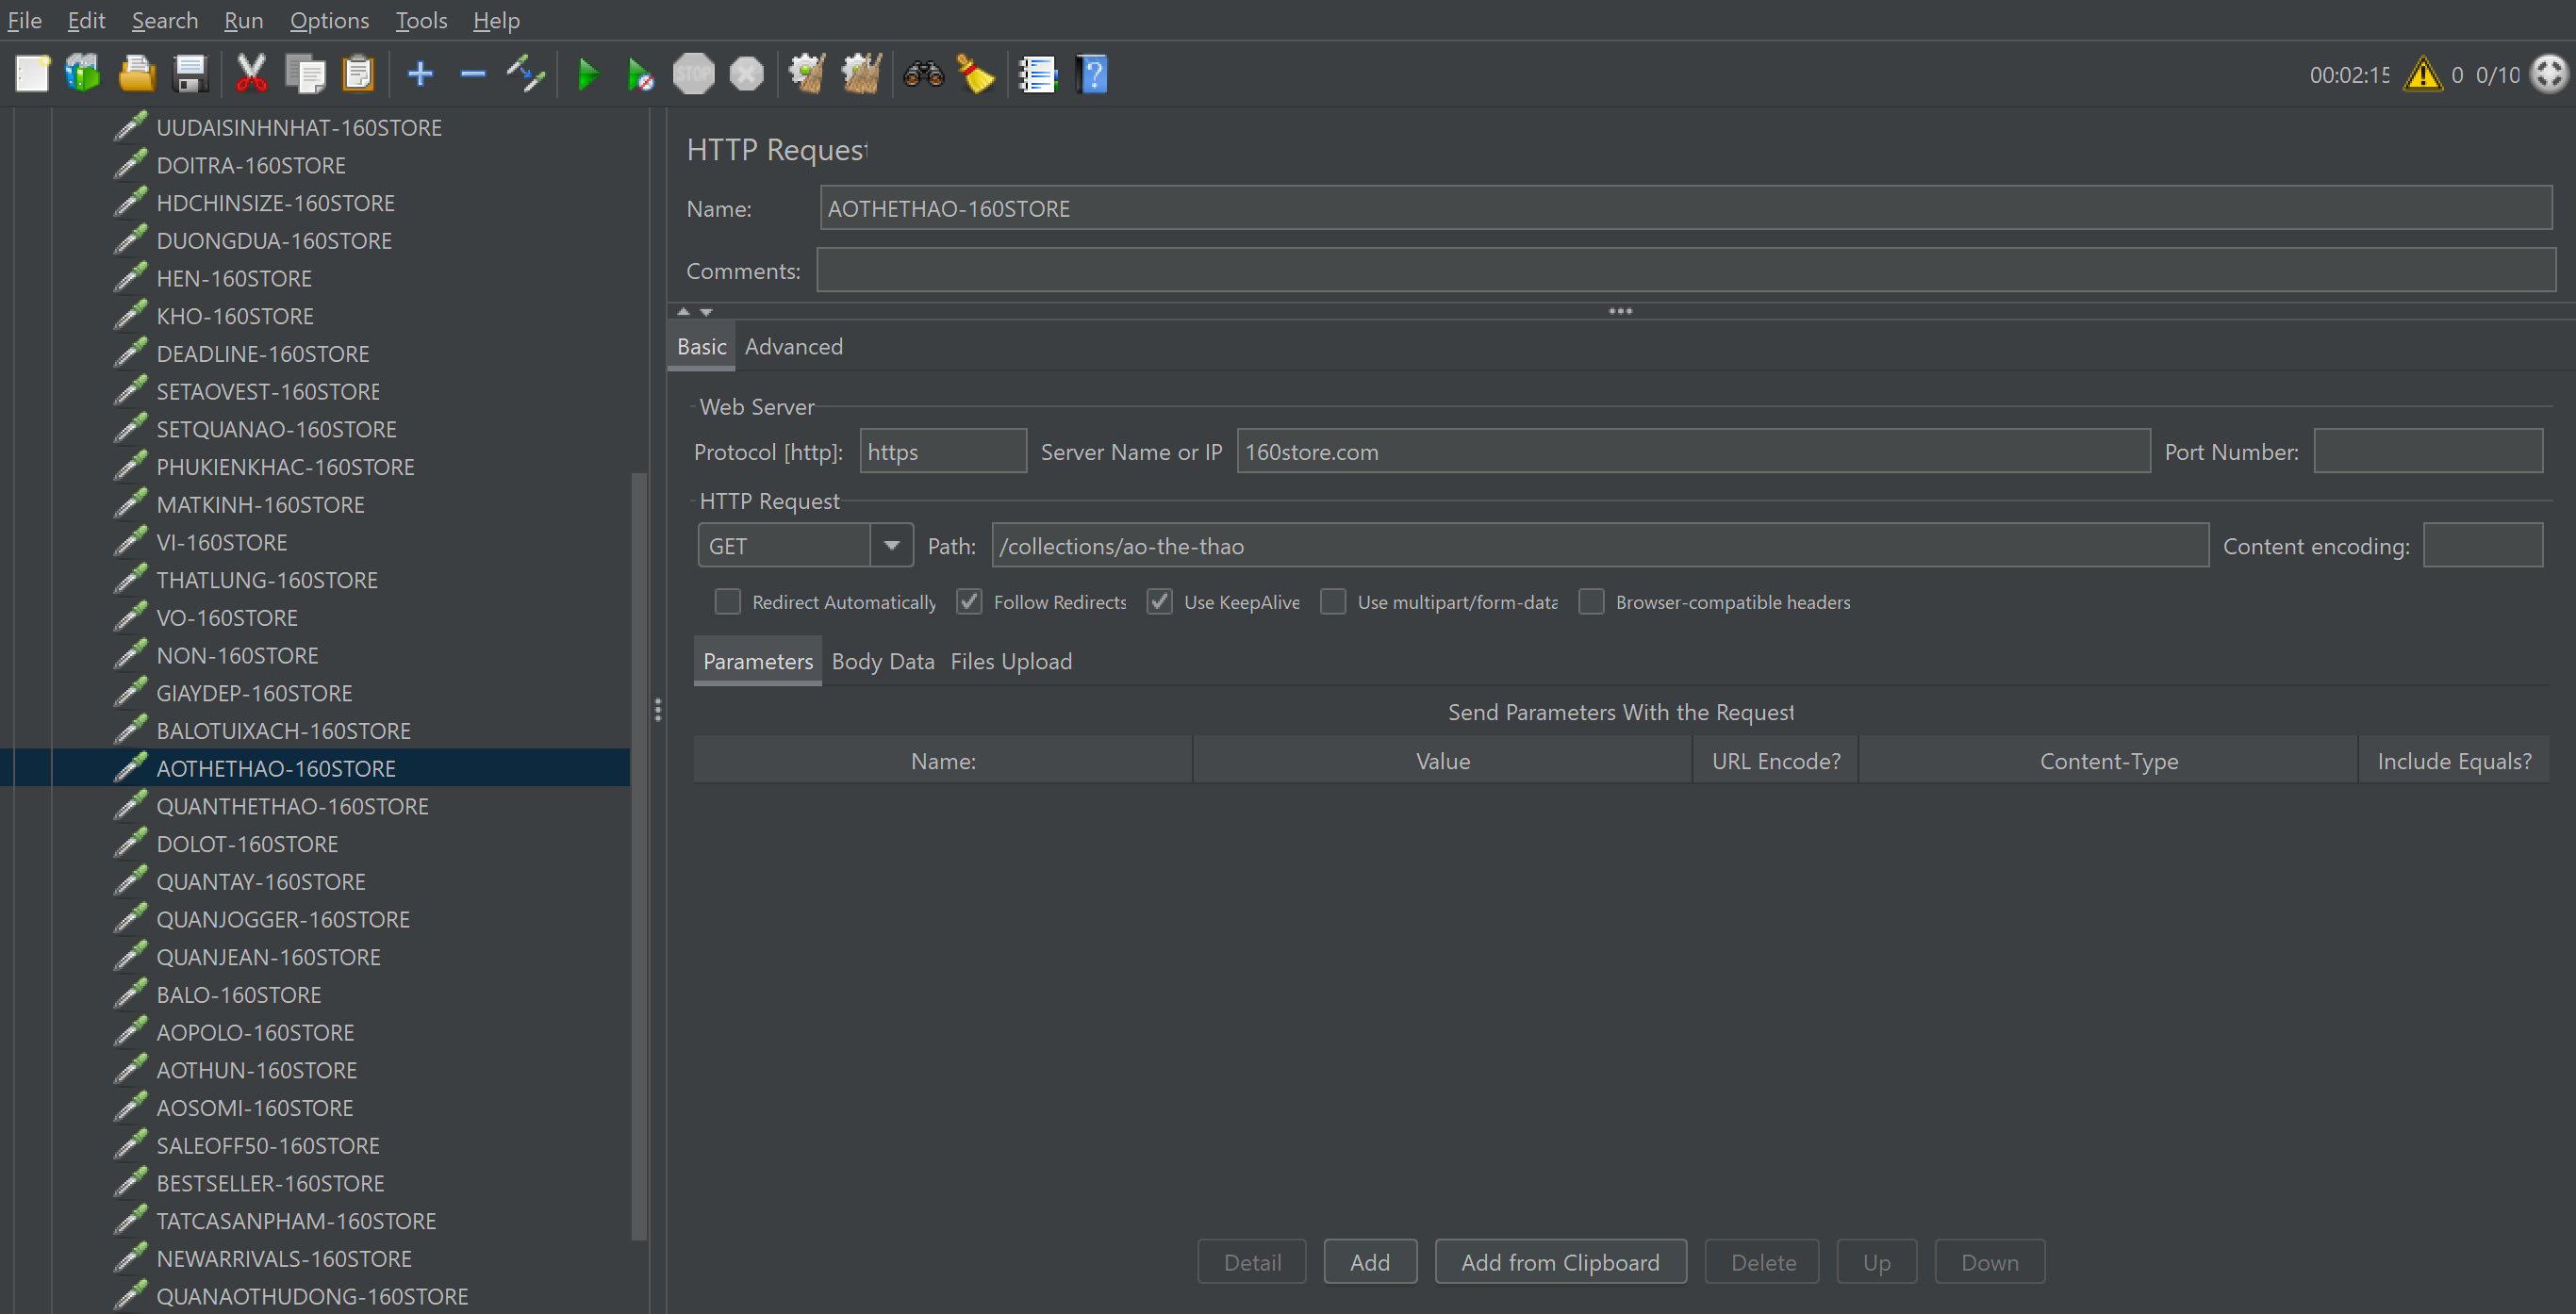 File Edit Search Run Options Tools Help
STOP
00:02:15 0 0/10
UUDAISINHNHAT-160STORE
DOITRA-160STORE
HDCHINSIZE-160STORE
DUONGDUA-160STORE
HEN-160STORE
KHO-160STORE
DEADLINE-160STORE
SETAOVEST-160STORE
SETQUANAO-160STORE
PHUKIENKHAC-160STORE
MATKINH-160STORE
VI-160STORE
THATLUNG-160STORE
VO-160STORE
NON-160STORE
GIAYDEP-160STORE
BALOTUIXACH-160STORE
AOTHETHAO-160STORE
QUANTHETHAO-160STORE
DOLOT-160STORE
QUANTAY-160STORE
QUANJOGGER-160STORE
QUANJEAN-160STORE
BALO-160STORE
AOPOLO-160STORE
AOTHUN-160STORE
AOSOMI-160STORE
SALEOFF50-160STORE
BESTSELLER-160STORE
TATCASANPHAM-160STORE
NEWARRIVALS-160STORE
QUANAOTHUDONG-160STORE
HTTP Request
Name: AOTHETHAO-160STORE
Comments:
Basic Advanced
Web Server
Protocol [http]: https Server Name or IP 160store.com Port Number:
HTTP Request
GET Path: /collections/ao-the-thao Content encoding:
Redirect Automatically Follow Redirects Use KeepAlive Use multipart/form-data Browser-compatible headers
Parameters Body Data Files Upload
Send Parameters With the Request
Name: Value URL Encode? Content-Type Include Equals?
Detail Add Add from Clipboard Delete Up Down